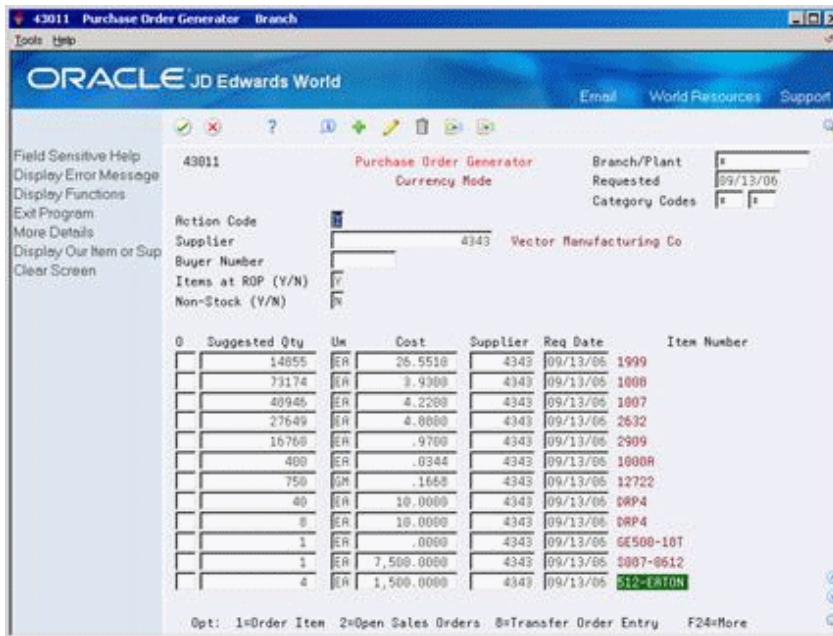 43011 Purchase Order Generator Branch
Tools Help
ORACLE JD Edwards World
Email World Resources Support
Field Sensitive Help
Display Error Message
Display Functions
Exit Program
More Details
Display Our Item or Sup
Clear Screen
43011 Purchase Order Generator Branch/Plant *
Currency Mode Requested 09/13/06
Category Codes * *
Action Code I
Supplier 4343 Vector Manufacturing Co
Buyer Number
Items at ROP (Y/N) Y
Non-Stock (Y/N) N
O Suggested Qty Um Cost Supplier Req Date Item Number
14855 EA 26.5510 4343 09/13/06 1999
73174 EA 3.9300 4343 09/13/06 1008
40946 EA 4.2200 4343 09/13/06 1007
27649 EA 4.8000 4343 09/13/06 2632
16760 EA .9700 4343 09/13/06 2909
400 EA .0344 4343 09/13/06 1000A
750 GM .1668 4343 09/13/06 12722
40 EA 10.0000 4343 09/13/06 DRP4
8 EA 10.0000 4343 09/13/06 DRP4
1 EA .0000 4343 09/13/06 GE500-10T
1 EA 7,500.0000 4343 09/13/06 S007-0612
4 EA 1,500.0000 4343 09/13/06 512-EATON
Opt: 1=Order Item 2=Open Sales Orders 8=Transfer Order Entry F24=More